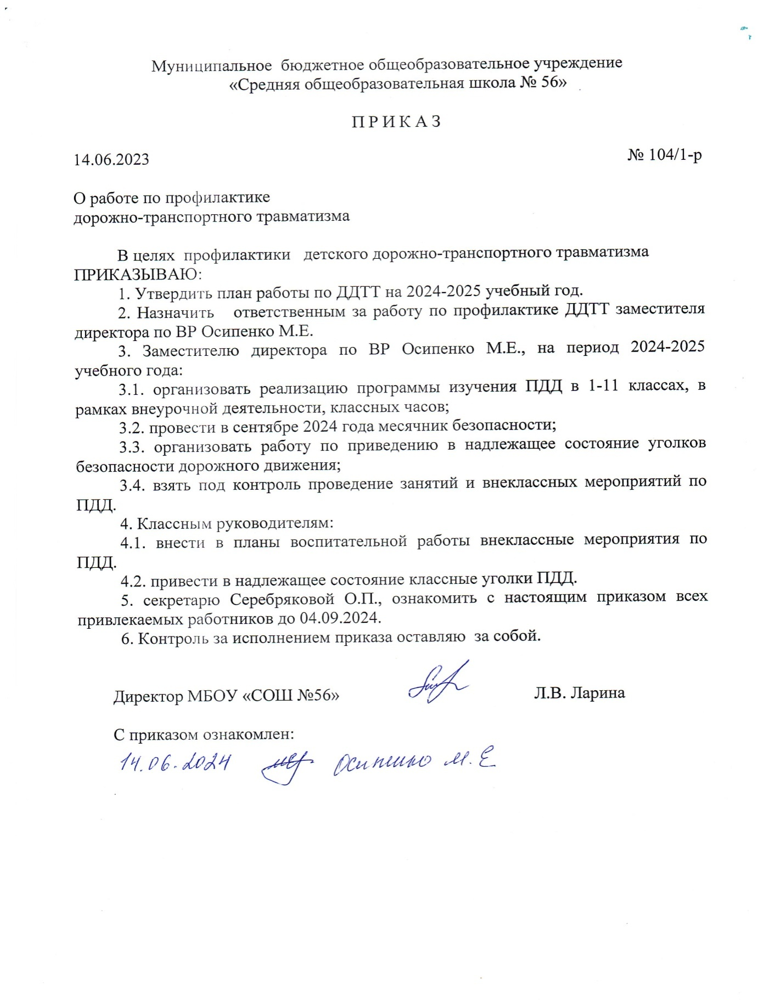 Муниципальное бюджетное общеобразовательное учреждение
«Средняя общеобразовательная школа № 56»
П Р И К А З
14.06.2023 № 104/1-р
О работе по профилактике
дорожно-транспортного травматизма
В целях профилактики детского дорожно-транспортного травматизма
ПРИКАЗЫВАЮ:
1. Утвердить план работы по ДДТТ на 2024-2025 учебный год.
2. Назначить ответственным за работу по профилактике ДДТТ заместителя
директора по ВР Осипенко М.Е.
3. Заместителю директора по ВР Осипенко М.Е., на период 2024-2025
учебного года:
3.1. организовать реализацию программы изучения ПДД в 1-11 классах, в
рамках внеурочной деятельности, классных часов;
3.2. провести в сентябре 2024 года месячник безопасности;
3.3. организовать работу по приведению в надлежащее состояние уголков
безопасности дорожного движения;
3.4. взять под контроль проведение занятий и внеклассных мероприятий по
ПДД.
4. Классным руководителям:
4.1. внести в планы воспитательной работы внеклассные мероприятия по
ПДД.
4.2. привести в надлежащее состояние классные уголки ПДД.
5. секретарю Серебряковой О.П., ознакомить с настоящим приказом всех
привлекаемых работников до 04.09.2024.
6. Контроль за исполнением приказа оставляю за собой.
Директор МБОУ «СОШ №56» Л.В. Ларина
С приказом ознакомлен:
14.06.2024 Осипенко М.Е